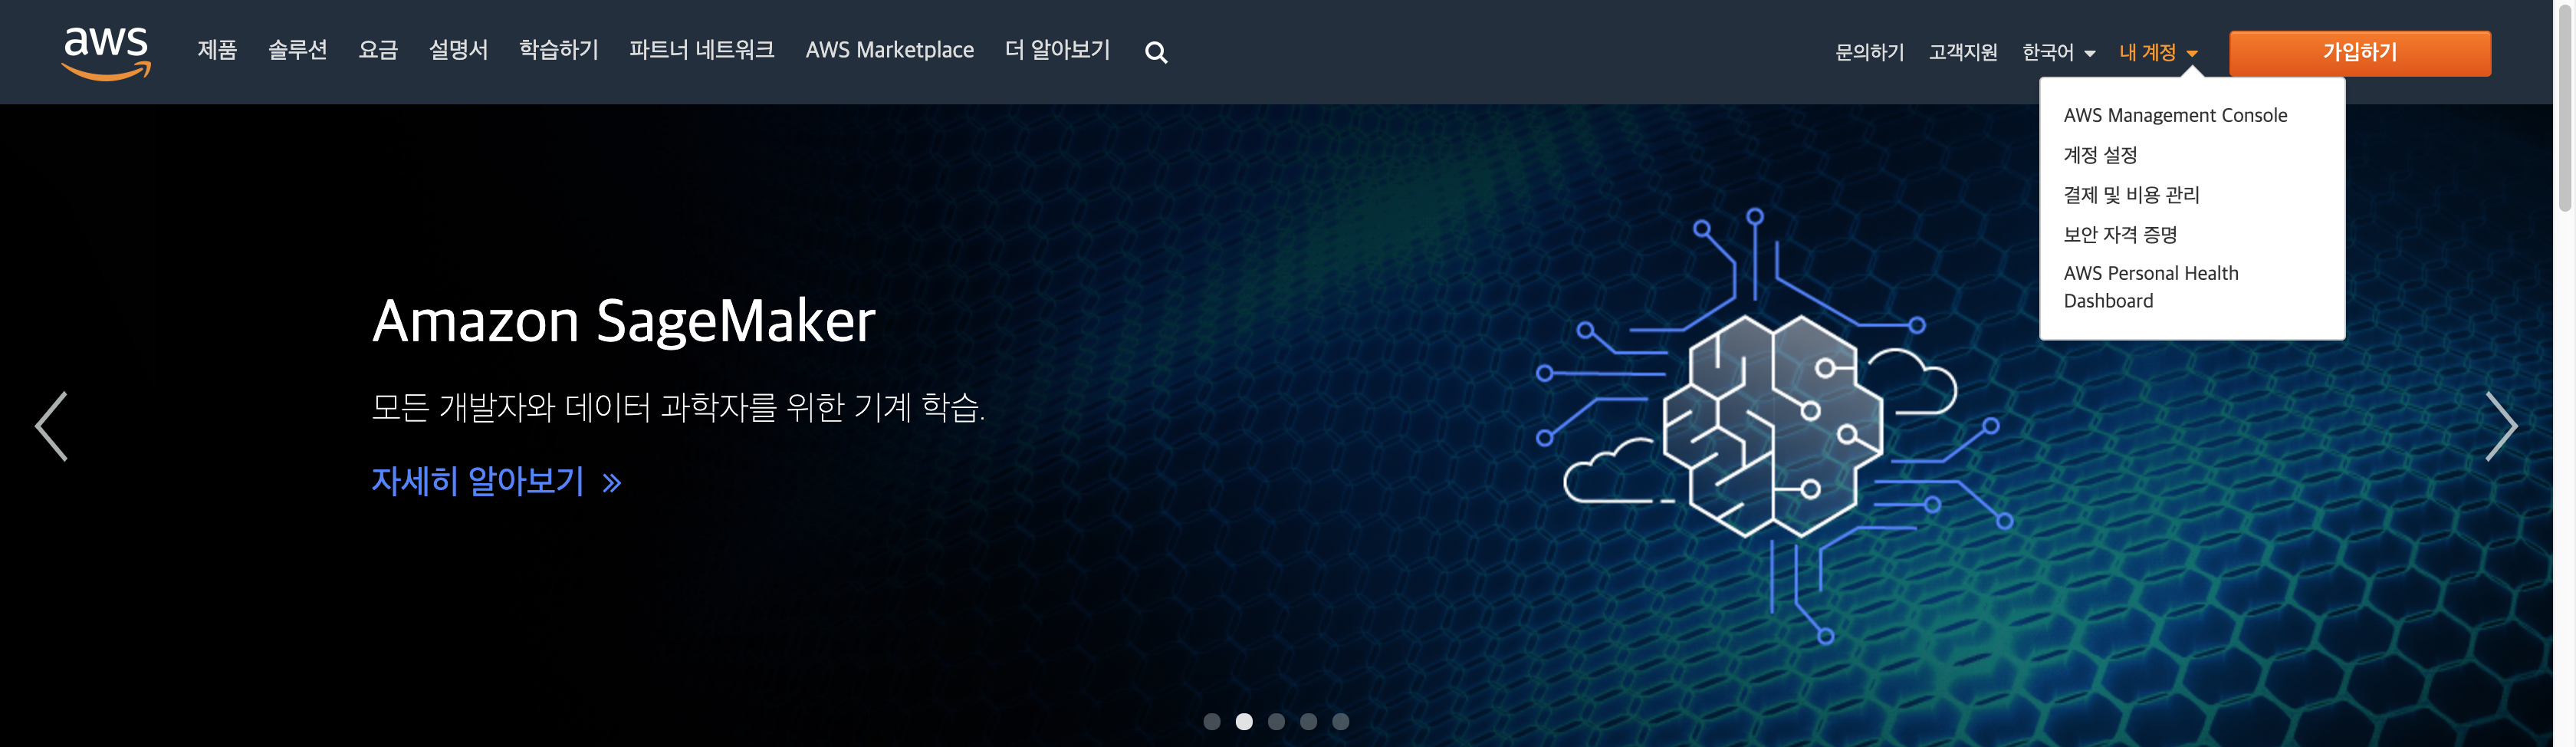 aws
제품 솔루션 요금 설명서 학습하기 파트너 네트워크 AWS Marketplace 더 알아보기
문의하기 고객지원 한국어 내 계정 가입하기
AWS Management Console
계정 설정
결제 및 비용 관리
보안 자격 증명
AWS Personal Health
Dashboard
Amazon SageMaker
모든 개발자와 데이터 과학자를 위한 기계 학습.
자세히 알아보기 »